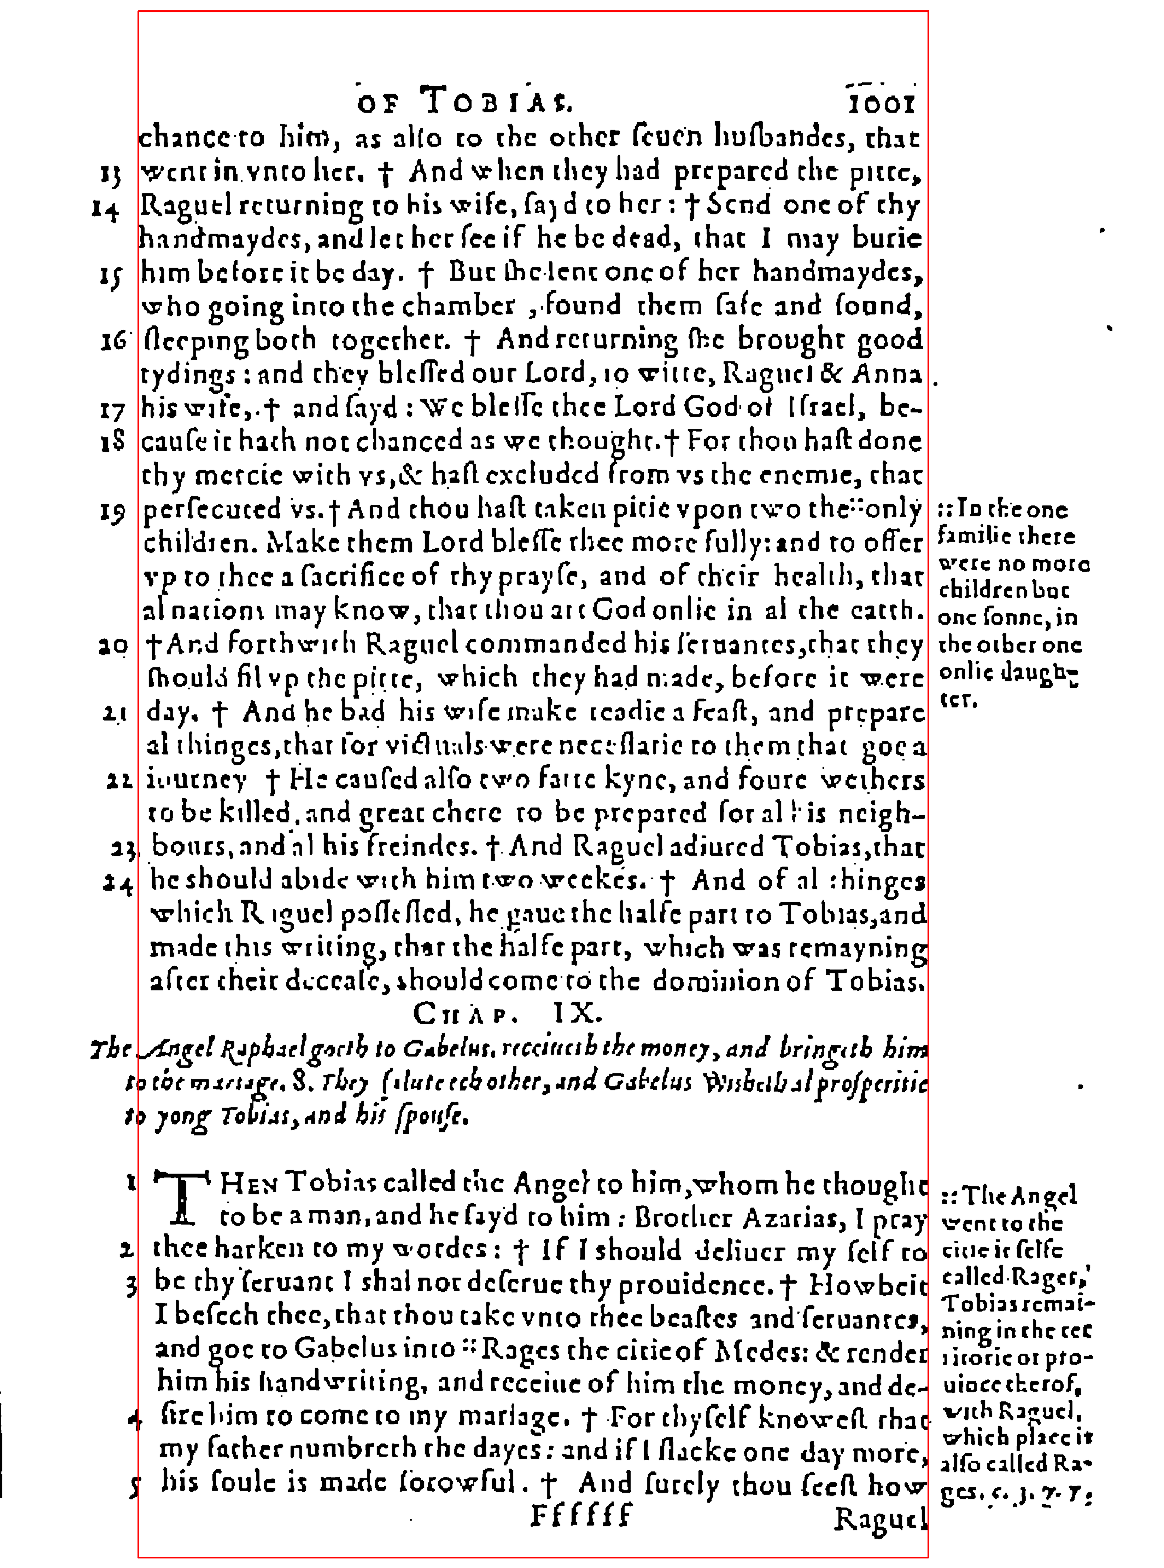 OF TOBIAS. 1001
chance to him, as also to the other seuen husbandes, that
13 went in vnto her. † And when they had prepared the pitte,
14 Raguel returning to his wife, sayd to her: † Send one of thy
handmaydes, and let her see if he be dead, that I may burie
15 him before it be day. † But she sent one of her handmaydes,
who going into the chamber, found them safe and sound,
16 sleeping both together. † And returning she brought good
tydings: and they blessed our Lord, to witte, Raguel & Anna
17 his wife, † and sayd: We blesse thee Lord God of Israel, be-
18 cause it hath not chanced as we thought. † For thou hast done
thy mercie with vs, & hast excluded from vs the enemie, that
19 persecuted vs. † And thou hast taken pitie vpon two the :: only
children. Make them Lord blesse thee more fully: and to offer
vp to thee a sacrifice of thy prayse, and of their health, that
al nations may know, that thou art God onlie in al the earth.
20 † And forthwith Raguel commanded his seruantes, that they
should fil vp the pitte, which they had made, before it were
21 day. † And he bad his wife make readie a feast, and prepare
al thinges, that for victuals were necessarie to them that goe a
22 iourney † He caused also two fatte kyne, and foure wethers
to be killed, and great chere to be prepared for al his neigh-
23 bours, and al his freindes. † And Raguel adiured Tobias, that
24 he should abide with him two weekes. † And of al thinges
which Raguel possessed, he gaue the halfe part to Tobias, and
made this writing, that the halfe part, which was remayning
after their decease, should come to the dominion of Tobias.
:: In the one
familie there
were no more
children but
one sonne, in
the other one
onlie daugh-
ter.
CHAP. IX.
The Angel Raphael goeth to Gabelus, receiueth the money, and bringeth him
to the mariage. 8. They salute ech other, and Gabelus wisheth al prosperitie
to yong Tobias, and his spouse.
1 THEN Tobias called the Angel to him, whom he thought
to be a man, and he sayd to him: Brother Azarias, I pray
2 thee harken to my wordes: † If I should deliuer my self to
3 be thy seruant I shal not deserue thy prouidence. † Howbeit
I beseech thee, that thou take vnto thee beastes and seruantes,
and goe to Gabelus into :: Rages the citie of Medes: & render
him his handwriting, and receiue of him the money, and de-
4 sire him to come to my mariage. † For thyself knowest that
my father numbreth the dayes: and if I slacke one day more,
5 his soule is made sorowful. † And surely thou seest how
:: The Angel
went to the
citie it selfe
called Rages,
Tobias remai-
ning in the ter
ritorie or pro-
uince therof,
with Raguel,
which place is
also called Ra-
ges. c. 3. v. 7.
Ffffff Raguel